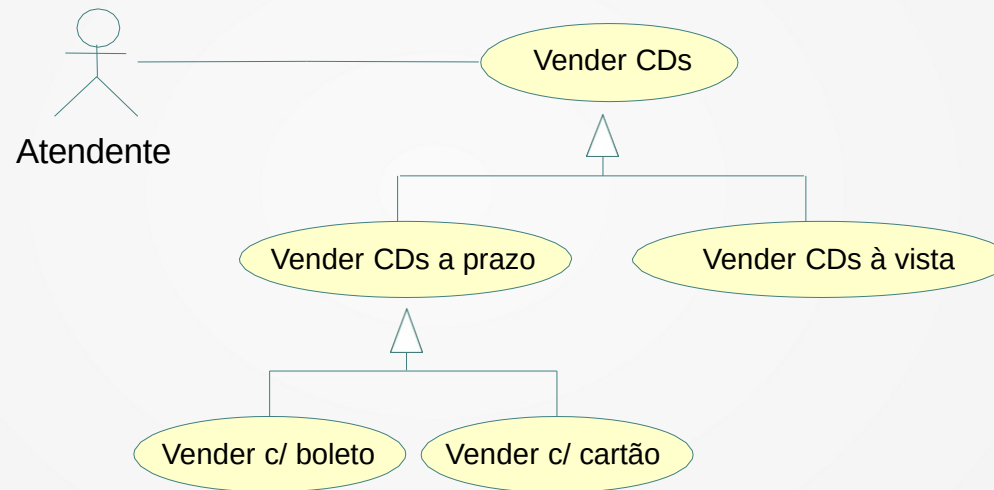 Vender CDs
Atendente
Vender CDs a prazo
Vender CDs à vista
Vender c/ boleto
Vender c/ cartão